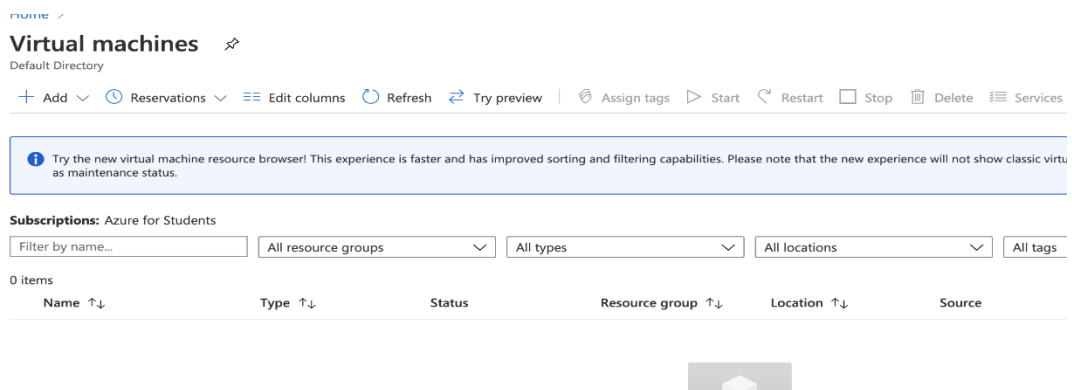 Home >
Virtual machines
Default Directory
+ Add Reservations Edit columns Refresh Try preview Assign tags Start Restart Stop Delete Services
Try the new virtual machine resource browser! This experience is faster and has improved sorting and filtering capabilities. Please note that the new experience will not show classic
as maintenance status.
Subscriptions: Azure for Students
Filter by name... All resource groups All types All locations All tags
0 items
Name ↑↓ Type ↑↓ Status Resource group ↑↓ Location ↑↓ Source